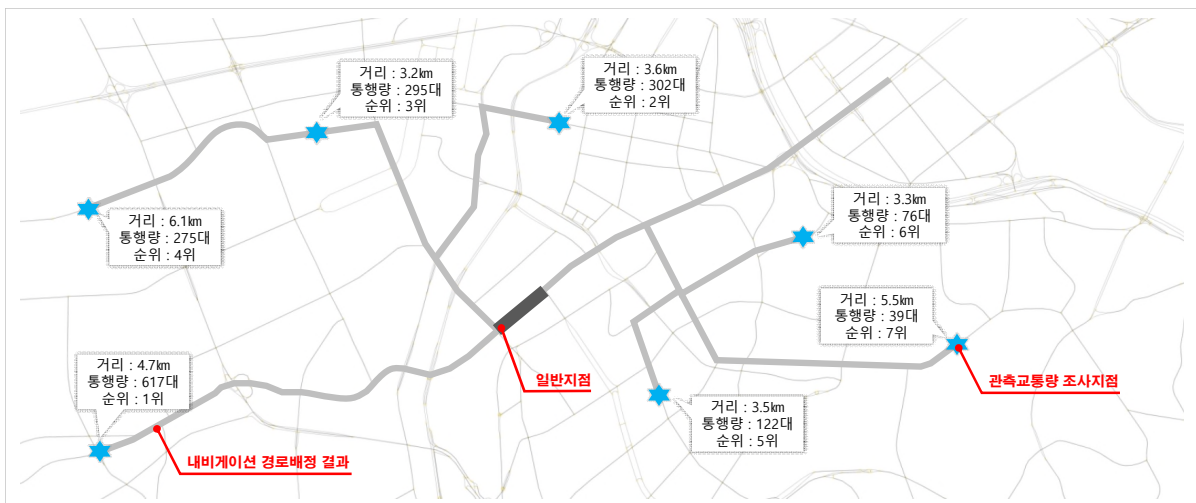 거리 : 3.2㎞
통행량 : 295대
순위 : 3위
거리 : 3.6㎞
통행량 : 302대
순위 : 2위
거리 : 6.1㎞
통행량 : 275대
순위 : 4위
거리 : 3.3㎞
통행량 : 76대
순위 : 6위
거리 : 5.5㎞
통행량 : 39대
순위 : 7위
거리 : 4.7㎞
통행량 : 617대
순위 : 1위
일반지점
관측교통량 조사지점
거리 : 3.5㎞
통행량 : 122대
순위 : 5위
내비게이션 경로배정 결과